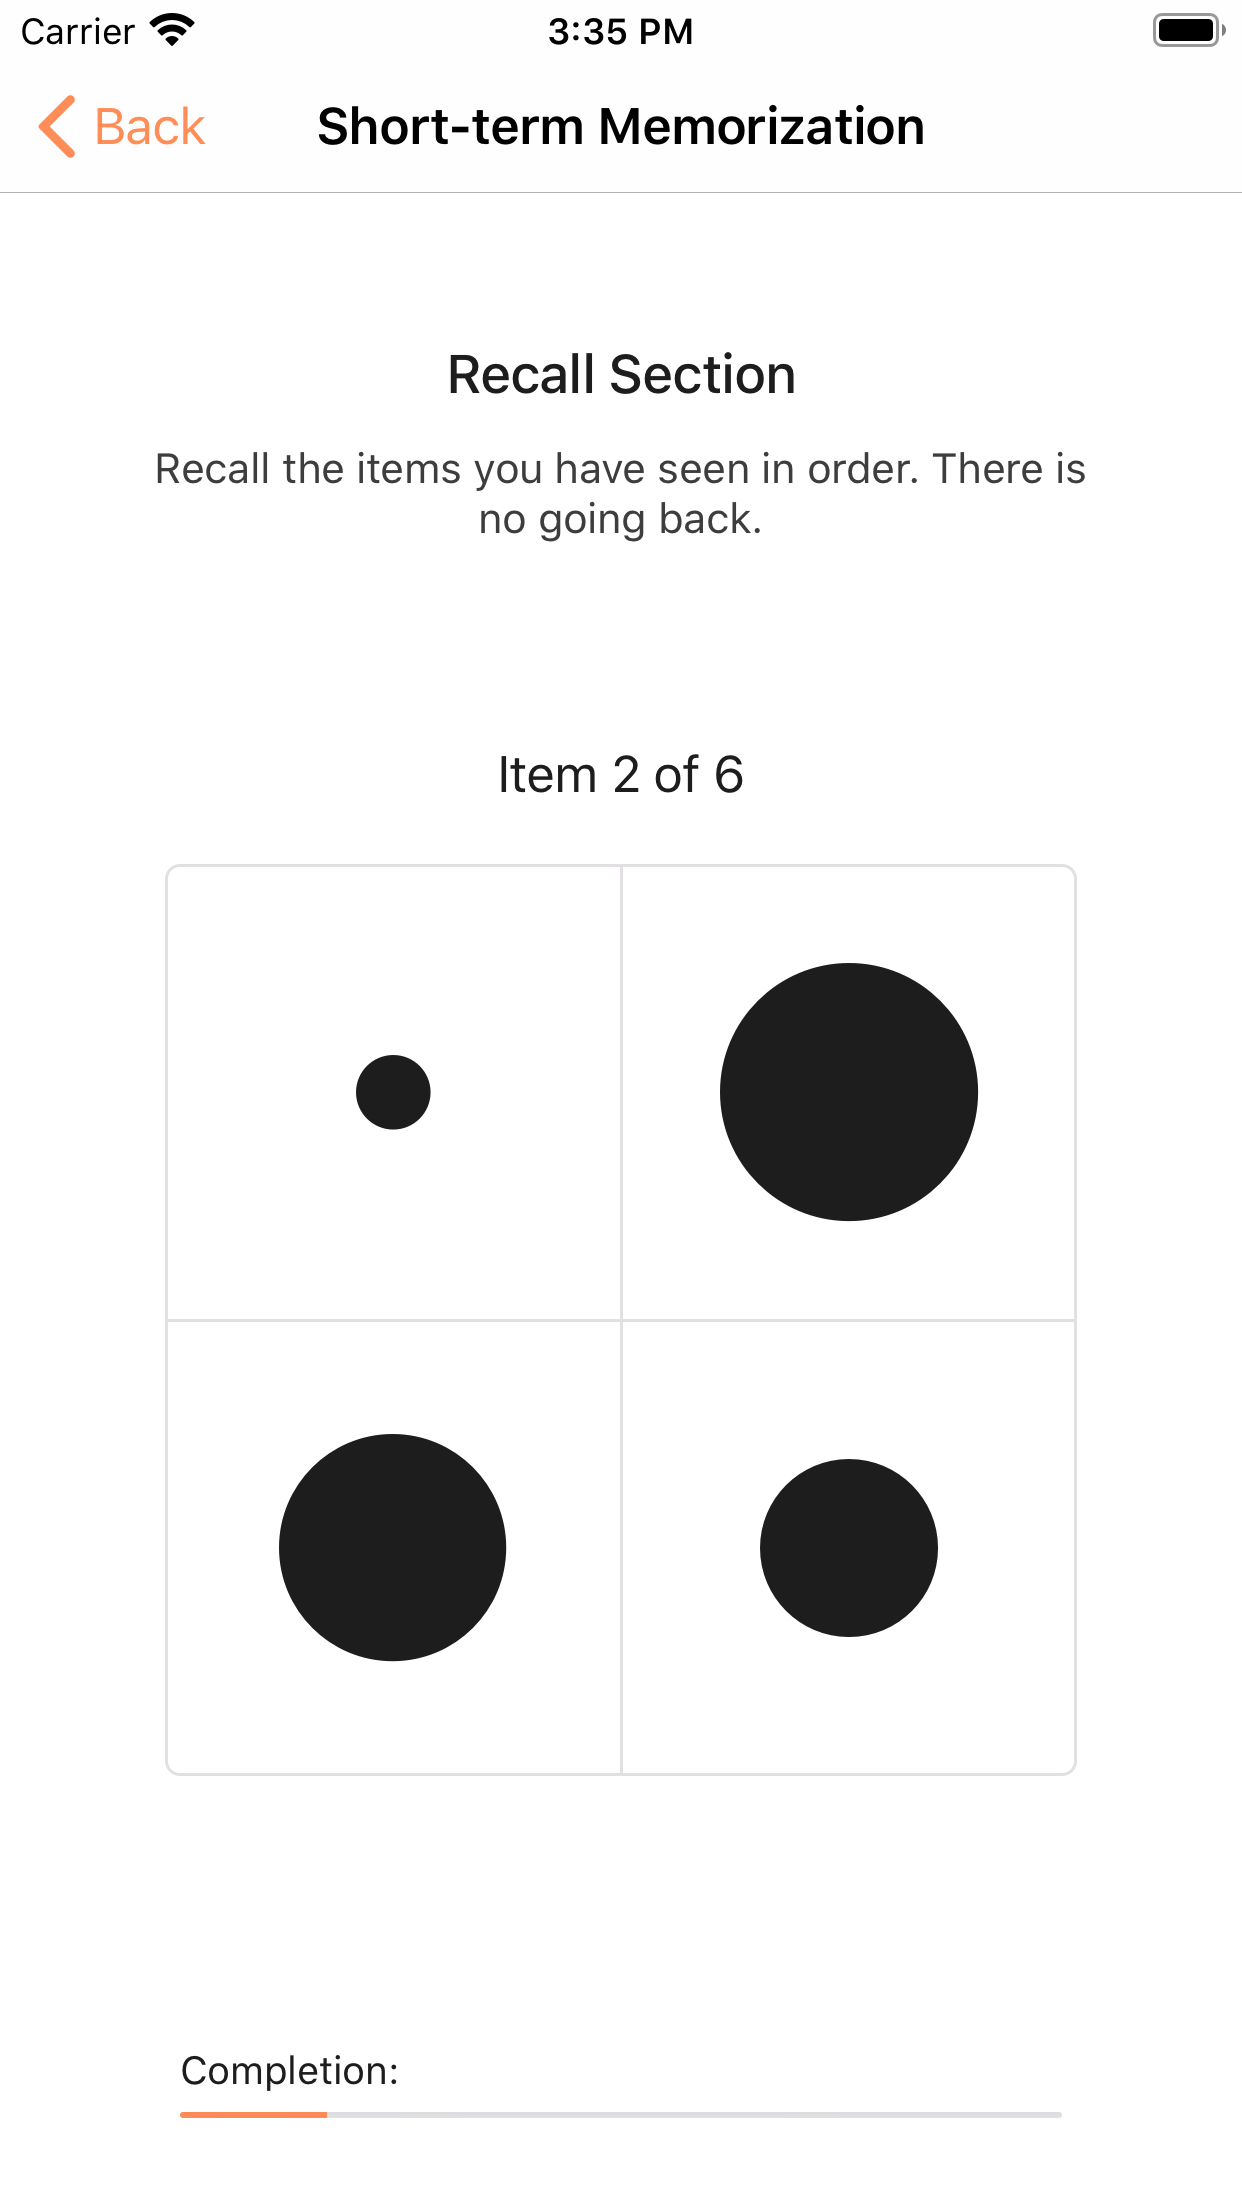 Carrier
3:35 PM
Back
Short-term Memorization
Recall Section
Recall the items you have seen in order. There is
no going back.
Item 2 of 6
Completion: